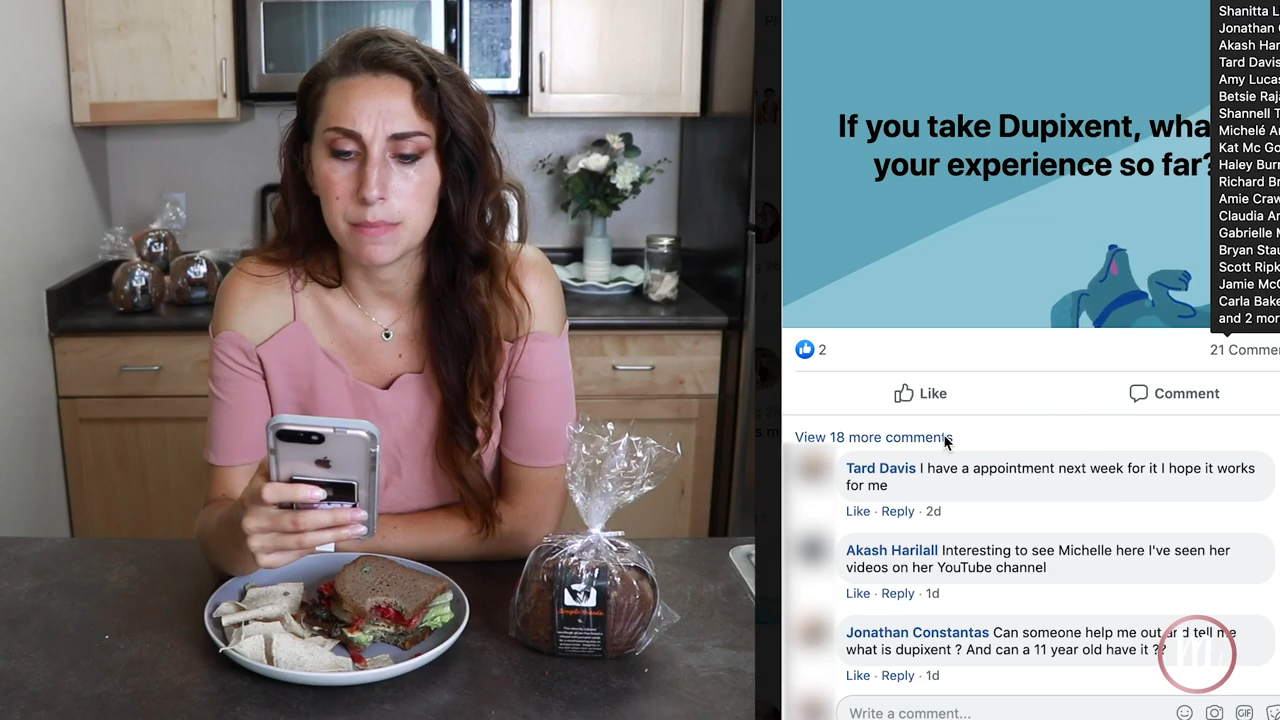 If you take Dupixent, wha
your experience so far?
Shanitta L
Jonathan
Akash Har
Tard Davis
Amy Luca
Betsie Raj
Shannell
Michele
Kat Mc Go
Haley Burr
Richard Br
Amie Craw
Claudia A
Gabrielle M
Bryan Stau
Scott Ripk
Jamie McC
Carla Bake
and 2 mor
2
21 Comme
Like
Comment
View 18 more comments
Tard Davis I have a appointment next week for it I hope it works
for me
Like · Reply · 2d
Akash Harilall Interesting to see Michelle here I've seen her
videos on her YouTube channel
Like · Reply · 1d
Jonathan Constantas Can someone help me out and tell me
what is dupixent ? And can a 11 year old have it ??
Like · Reply · 1d
Write a comment...
GIF